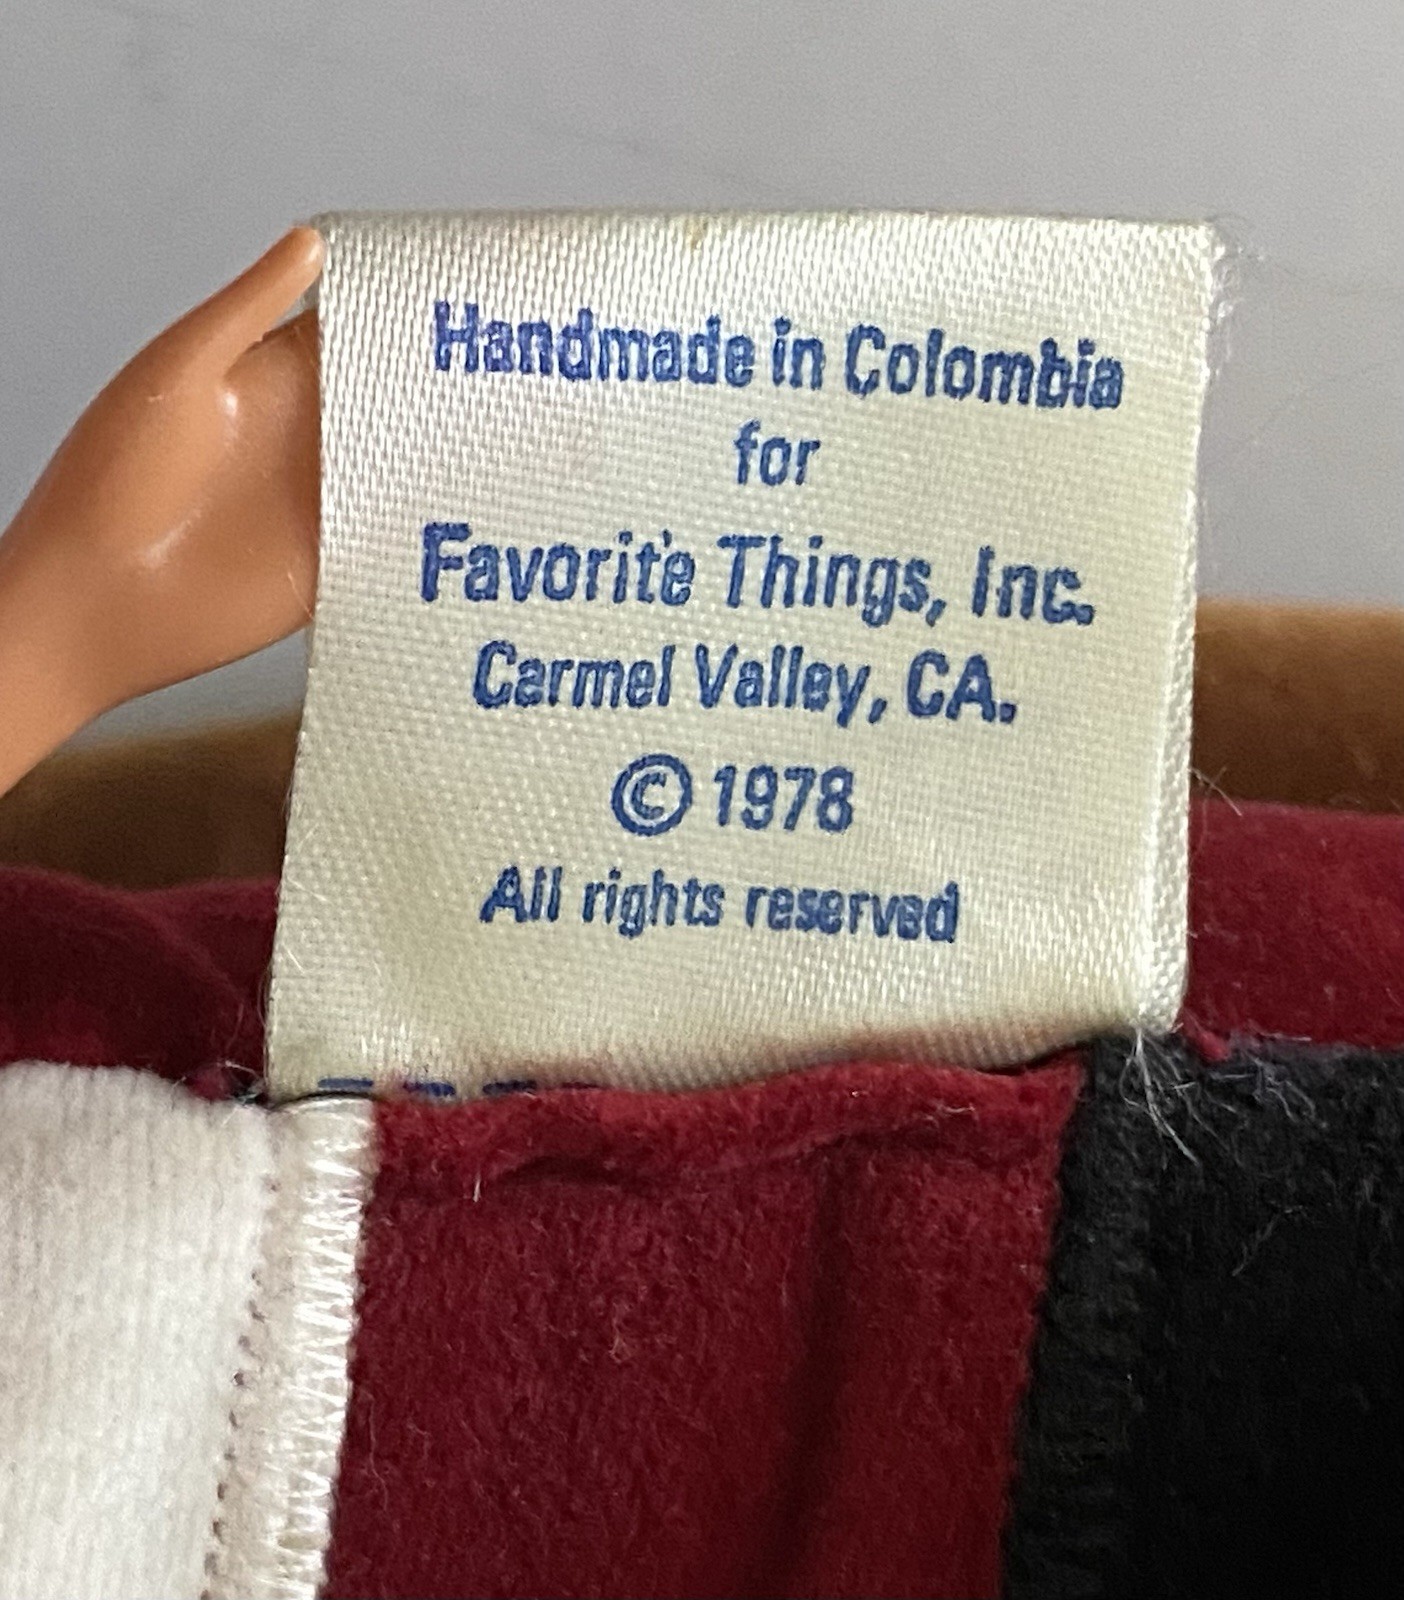 Handmade in Colombia
for
Favorite Things, Inc.
Carmel Valley, CA.
© 1978
All rights reserved